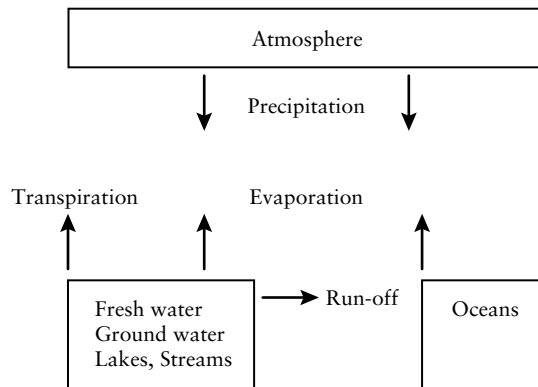 Atmosphere
Precipitation
Transpiration
Evaporation
Fresh water
Ground water
Lakes, Streams
Run-off
Oceans